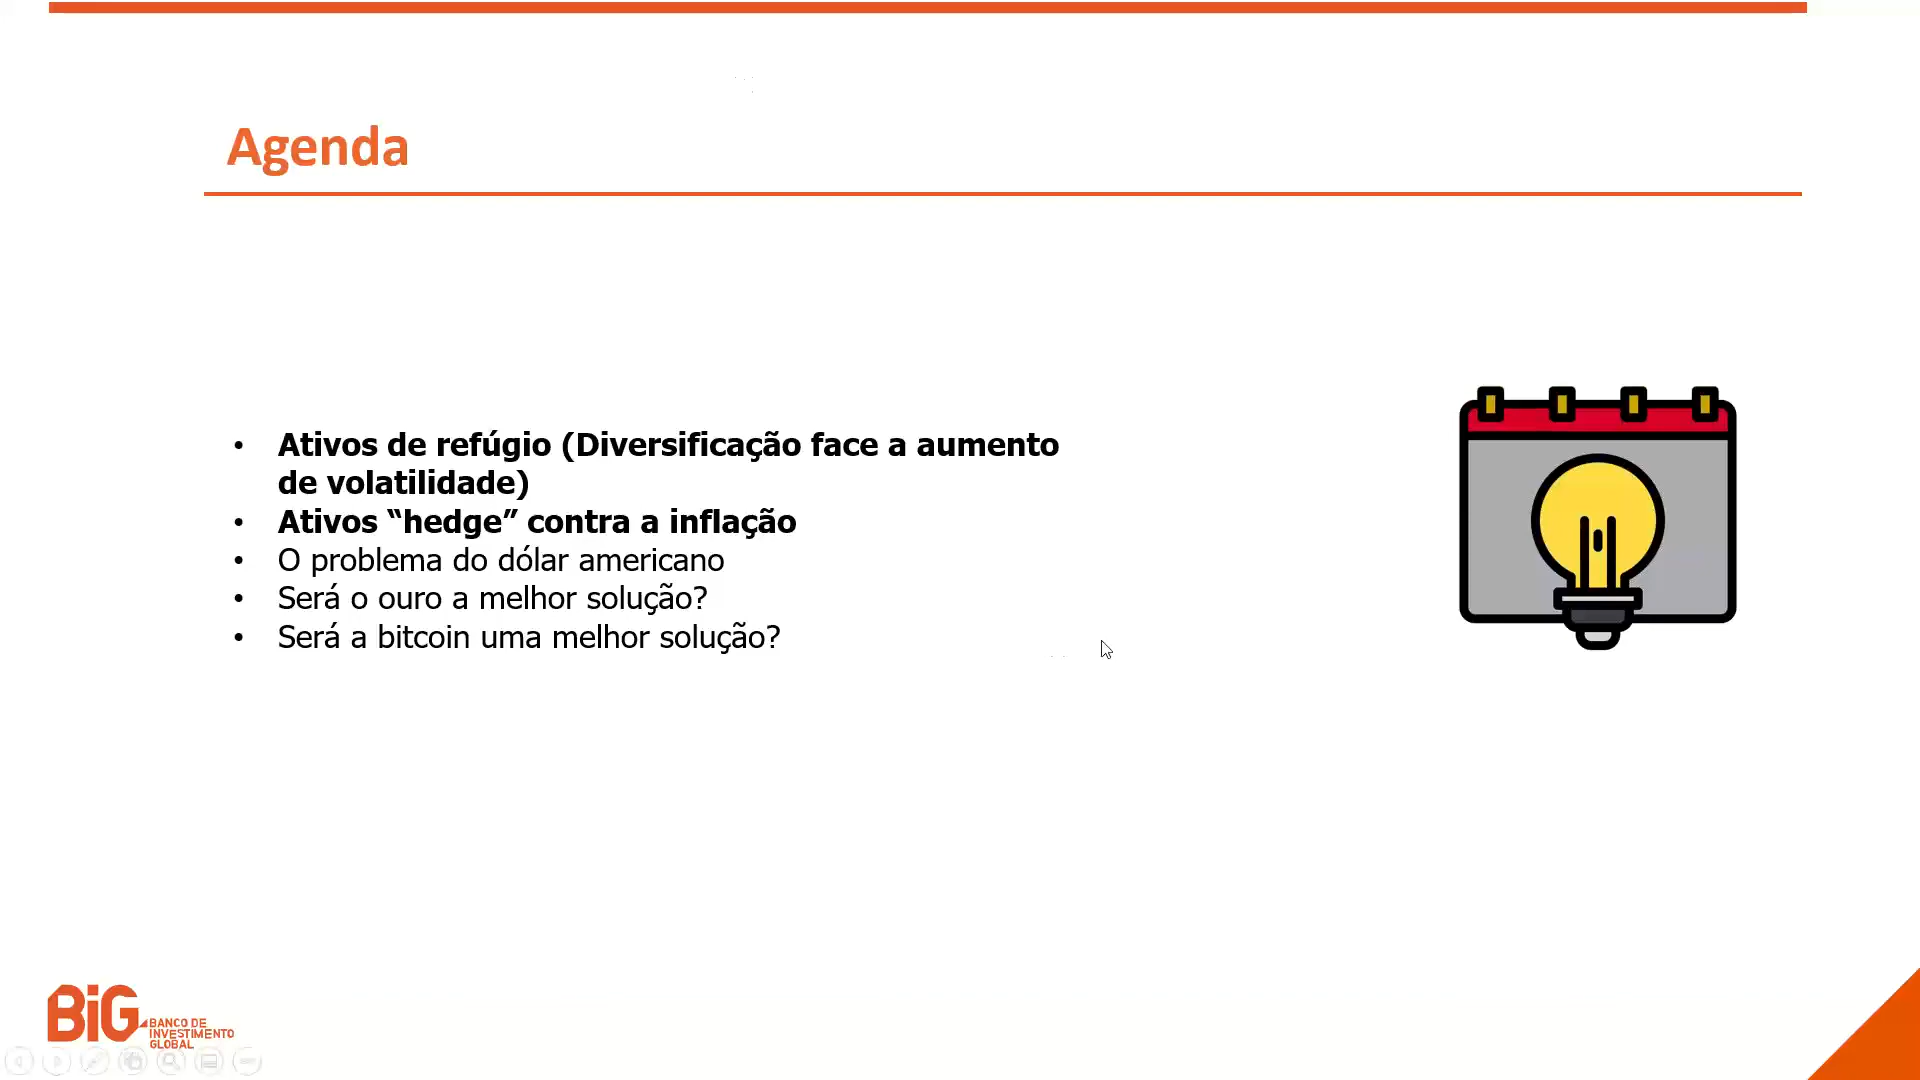 Agenda
• Ativos de refúgio (Diversificação face a aumento
de volatilidade)
• Ativos “hedge” contra a inflação
• O problema do dólar americano
• Será o ouro a melhor solução?
• Será a bitcoin uma melhor solução?
BiG
BANCO DE
INVESTIMENTO
GLOBAL